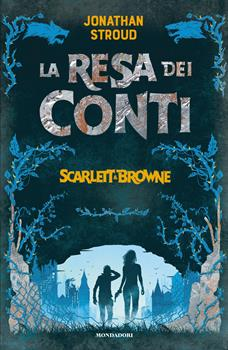 JONATHAN
STROUD
LA RESA DEI
CONTI
SCARLETT & BROWNE
MONDADORI